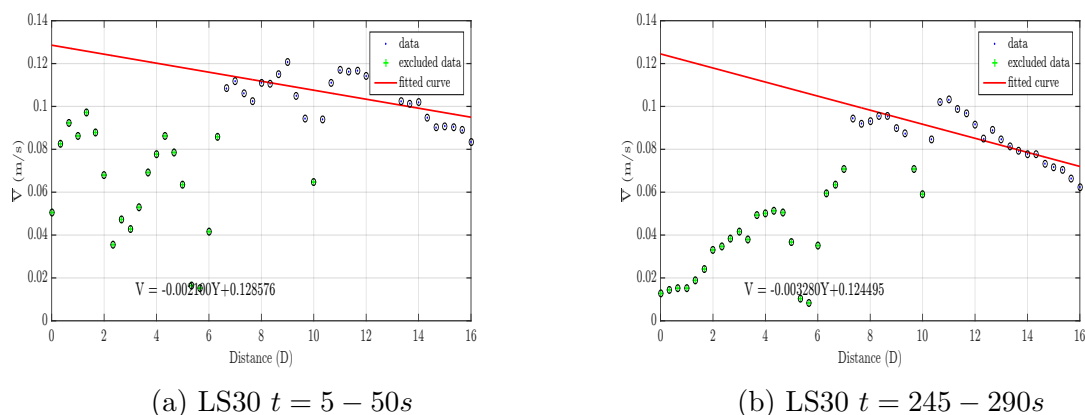 0.14
0.12
0.1
0.08
0.06
0.04
0.02
0
V̅ (m/s)
0 2 4 6 8 10 12 14 16
Distance (D)
data
excluded data
fitted curve
V = -0.002100Y+0.128576
(a) LS30 t = 5 − 50s
0.14
0.12
0.1
0.08
0.06
0.04
0.02
0
V̅ (m/s)
0 2 4 6 8 10 12 14 16
Distance (D)
data
excluded data
fitted curve
V = -0.003280Y+0.124495
(b) LS30 t = 245 − 290s